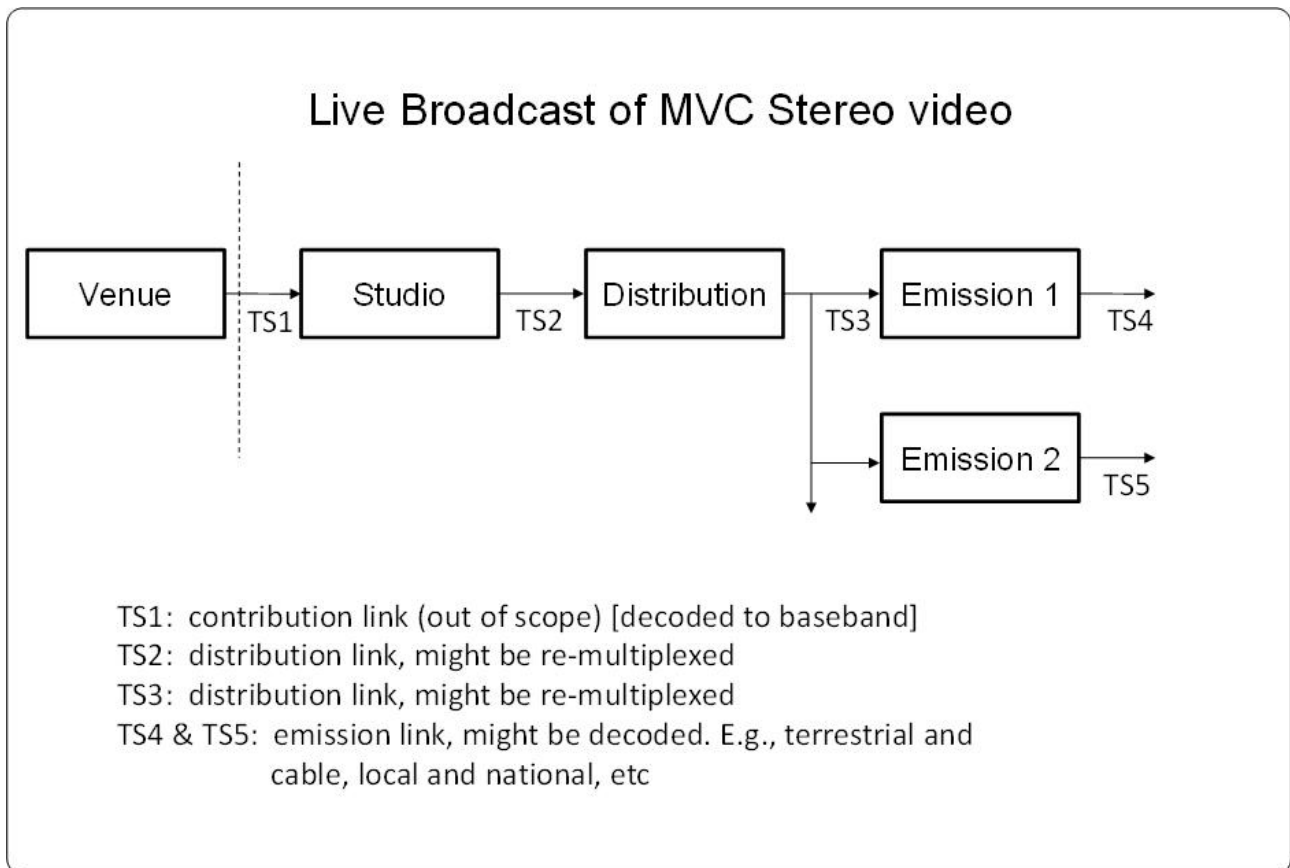 Live Broadcast of MVC Stereo video
Venue
Studio
Distribution
Emission 1
TS1
TS2
TS3
TS4
Emission 2
TS5
TS1: contribution link (out of scope) [decoded to baseband]
TS2: distribution link, might be re-multiplexed
TS3: distribution link, might be re-multiplexed
TS4 & TS5: emission link, might be decoded. E.g., terrestrial and
cable, local and national, etc